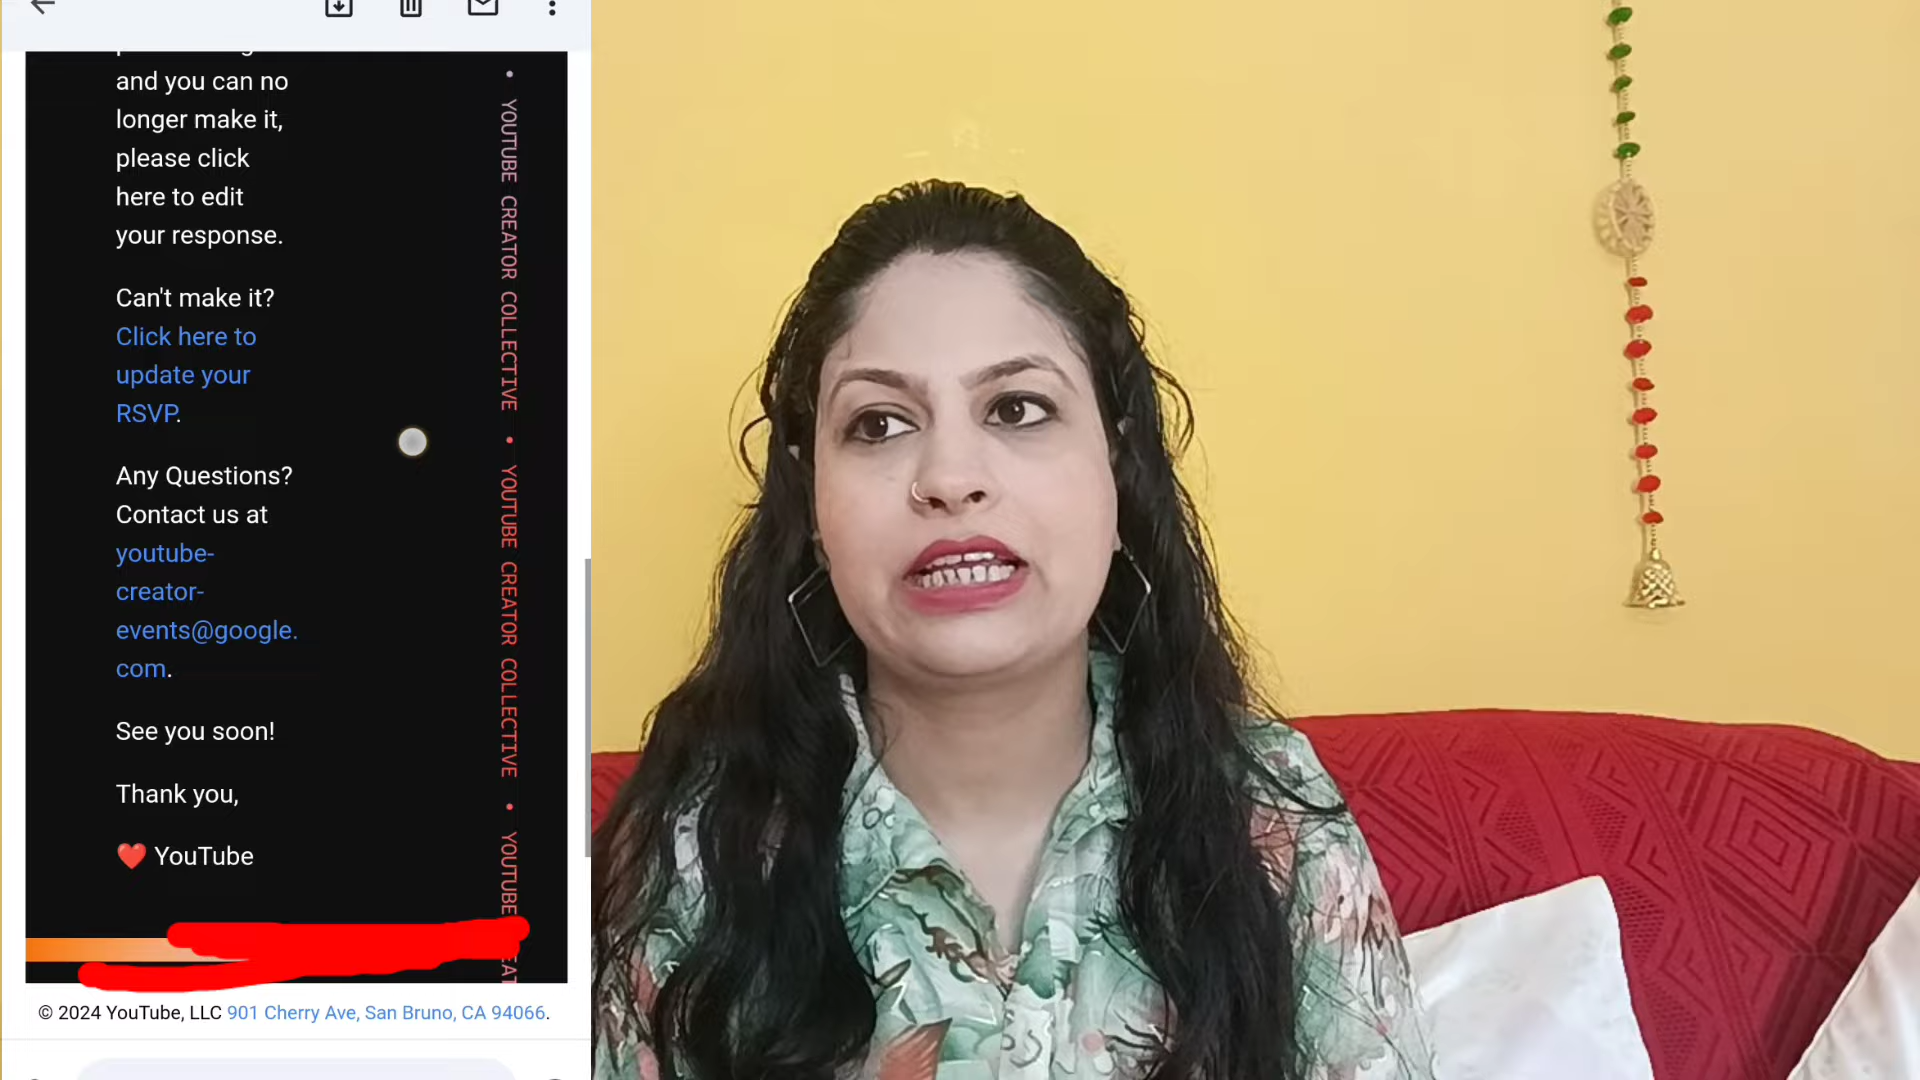 and you can no
longer make it,
please click
here to edit
your response.
Can't make it?
Click here to
update your
RSVP.
Any Questions?
Contact us at
youtube-
creator-
events@google.
com.
See you soon!
Thank you,
❤️ YouTube
• YOUTUBE CREATOR COLLECTIVE • YOUTUBE CREATOR COLLECTIVE • YOUTUBE
© 2024 YouTube, LLC 901 Cherry Ave, San Bruno, CA 94066.